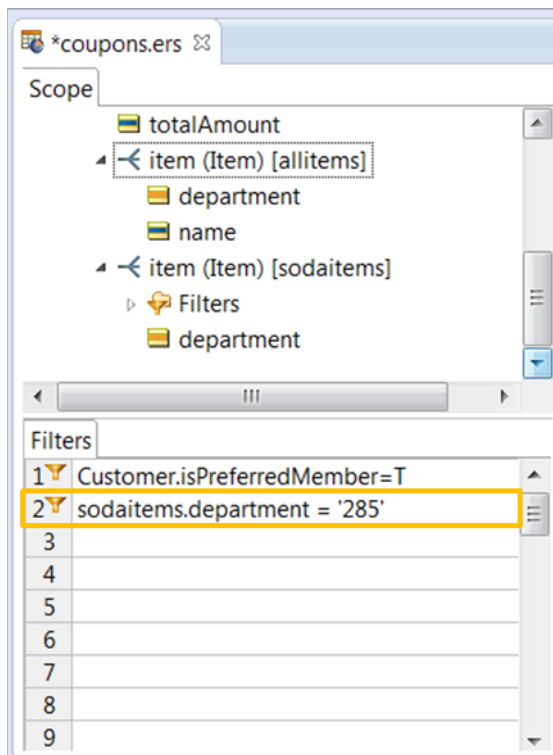 *coupons.ers
Scope
totalAmount
item (Item) [allitems]
department
name
item (Item) [sodaitems]
Filters
department
Filters
1 Customer.isPreferredMember=T
2 sodaitems.department = '285'
3
4
5
6
7
8
9